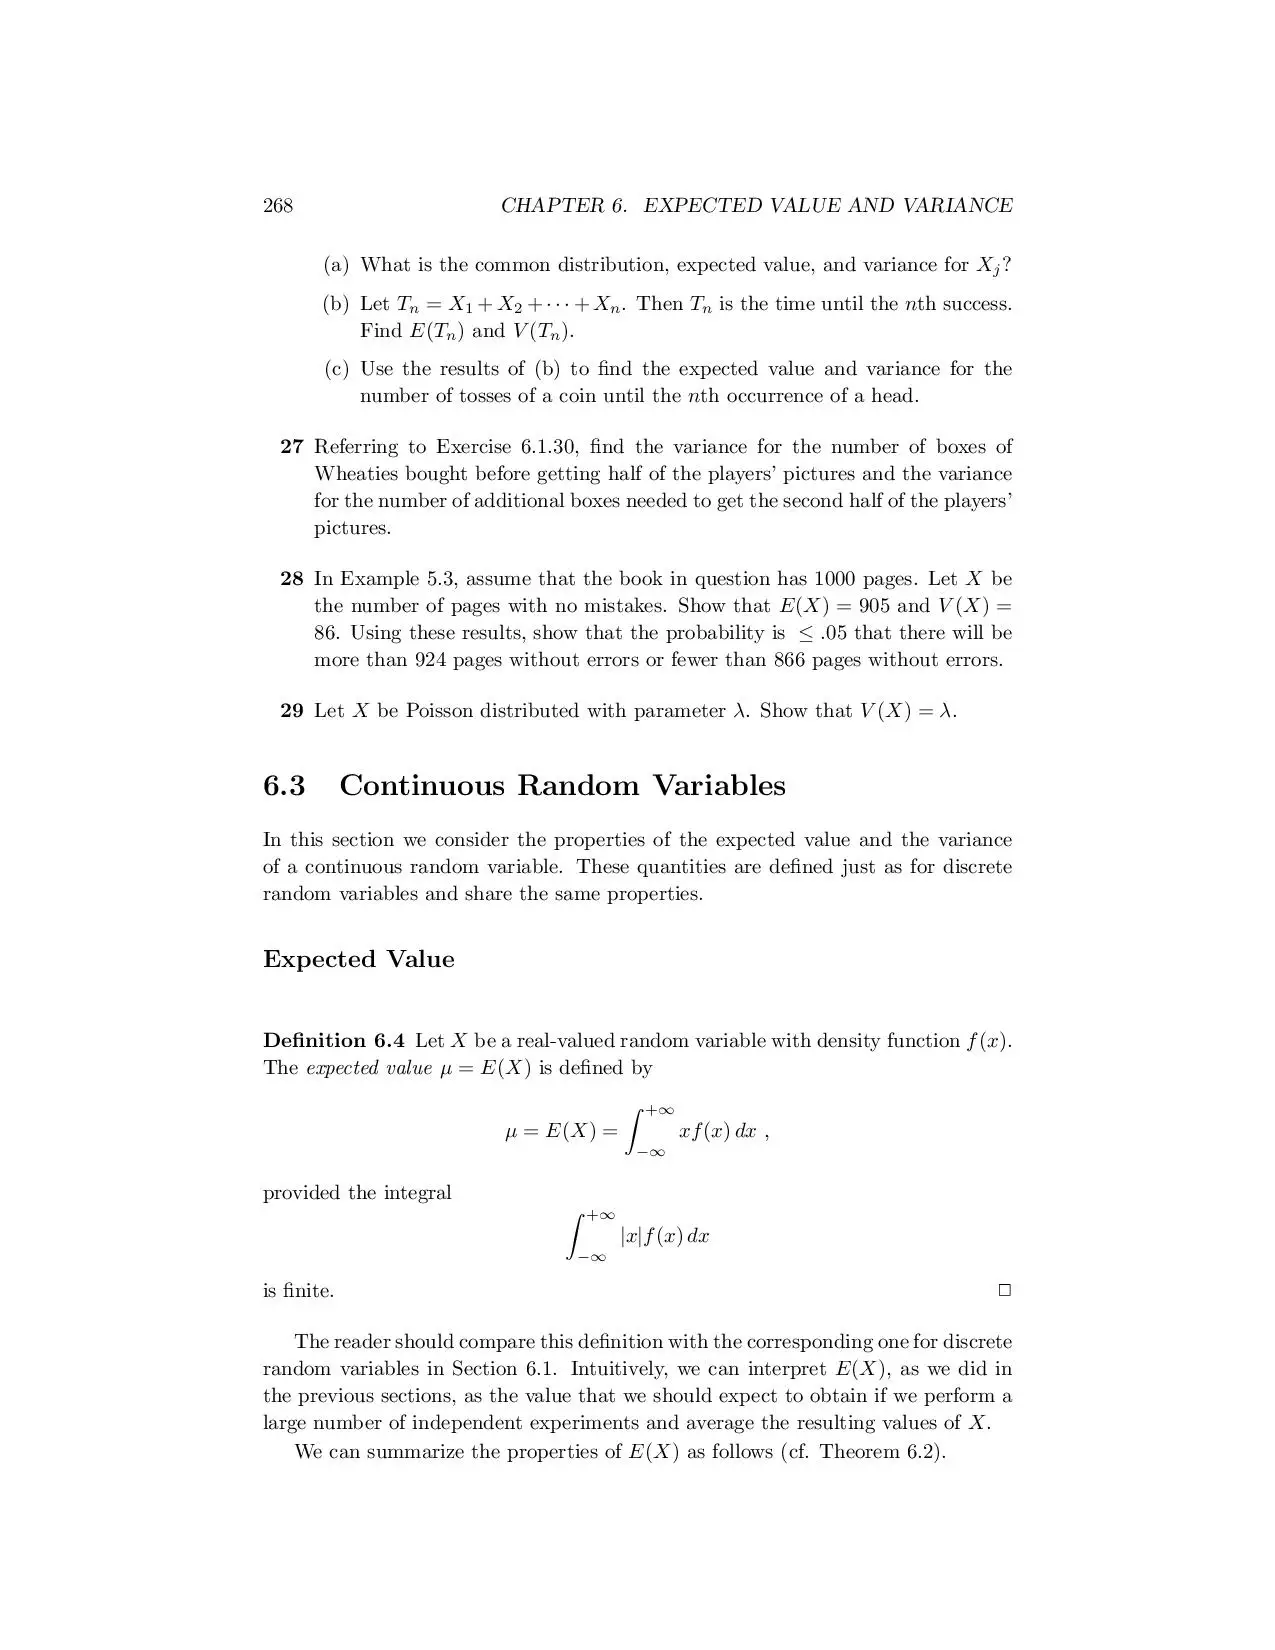 268 CHAPTER 6. EXPECTED VALUE AND VARIANCE
(a) What is the common distribution, expected value, and variance for X_j?
(b) Let T_n = X_1 + X_2 + · · · + X_n. Then T_n is the time until the nth success.
Find E(T_n) and V(T_n).
(c) Use the results of (b) to find the expected value and variance for the
number of tosses of a coin until the nth occurrence of a head.
27 Referring to Exercise 6.1.30, find the variance for the number of boxes of
Wheaties bought before getting half of the players’ pictures and the variance
for the number of additional boxes needed to get the second half of the players’
pictures.
28 In Example 5.3, assume that the book in question has 1000 pages. Let X be
the number of pages with no mistakes. Show that E(X) = 905 and V(X) =
86. Using these results, show that the probability is ≤ .05 that there will be
more than 924 pages without errors or fewer than 866 pages without errors.
29 Let X be Poisson distributed with parameter λ. Show that V(X) = λ.
6.3 Continuous Random Variables
In this section we consider the properties of the expected value and the variance
of a continuous random variable. These quantities are defined just as for discrete
random variables and share the same properties.
Expected Value
Definition 6.4 Let X be a real-valued random variable with density function f(x).
The expected value μ = E(X) is defined by
μ = E(X) = ∫_{−∞}^{+∞} xf(x) dx ,
provided the integral
∫_{−∞}^{+∞} |x|f(x) dx
is finite. □
The reader should compare this definition with the corresponding one for discrete
random variables in Section 6.1. Intuitively, we can interpret E(X), as we did in
the previous sections, as the value that we should expect to obtain if we perform a
large number of independent experiments and average the resulting values of X.
We can summarize the properties of E(X) as follows (cf. Theorem 6.2).